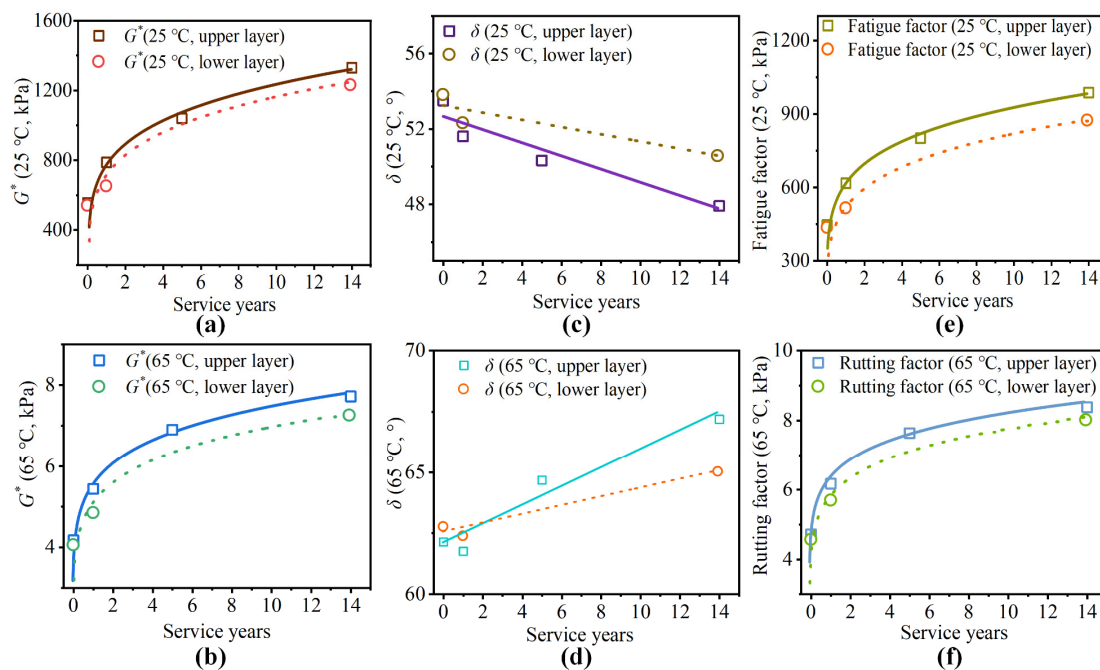 1600
1200
800
400
G* (25 °C, kPa)
G*(25 °C, upper layer)
G*(25 °C, lower layer)
0 2 4 6 8 10 12 14
Service years
(a)
56
52
48
δ (25 °C, °)
δ (25 °C, upper layer)
δ (25 °C, lower layer)
0 2 4 6 8 10 12 14
Service years
(c)
1200
900
600
300
Fatigue factor (25 °C, kPa)
Fatigue factor (25 °C, upper layer)
Fatigue factor (25 °C, lower layer)
0 2 4 6 8 10 12 14
Service years
(e)
8
6
4
G* (65 °C, kPa)
G*(65 °C, upper layer)
G*(65 °C, lower layer)
0 2 4 6 8 10 12 14
Service years
(b)
70
65
60
δ (65 °C, °)
δ (65 °C, upper layer)
δ (65 °C, lower layer)
0 2 4 6 8 10 12 14
Service years
(d)
10
8
6
4
Rutting factor (65 °C, kPa)
Rutting factor (65 °C, upper layer)
Rutting factor (65 °C, lower layer)
0 2 4 6 8 10 12 14
Service years
(f)